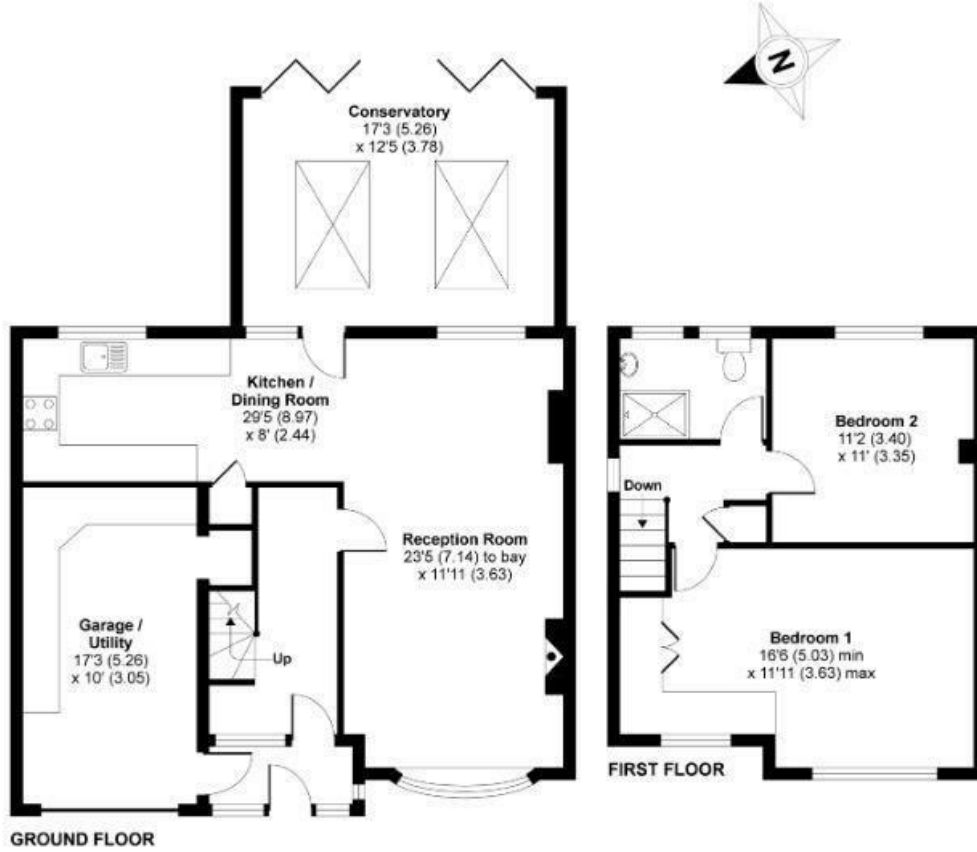 N
Conservatory
17'3 (5.26)
x 12'5 (3.78)
Kitchen /
Dining Room
29'5 (8.97)
x 8' (2.44)
Reception Room
23'5 (7.14) to bay
x 11'11 (3.63)
Garage /
Utility
17'3 (5.26)
x 10' (3.05)
Up
GROUND FLOOR
Down
Bedroom 2
11'2 (3.40)
x 11' (3.35)
Bedroom 1
16'6 (5.03) min
x 11'11 (3.63) max
FIRST FLOOR